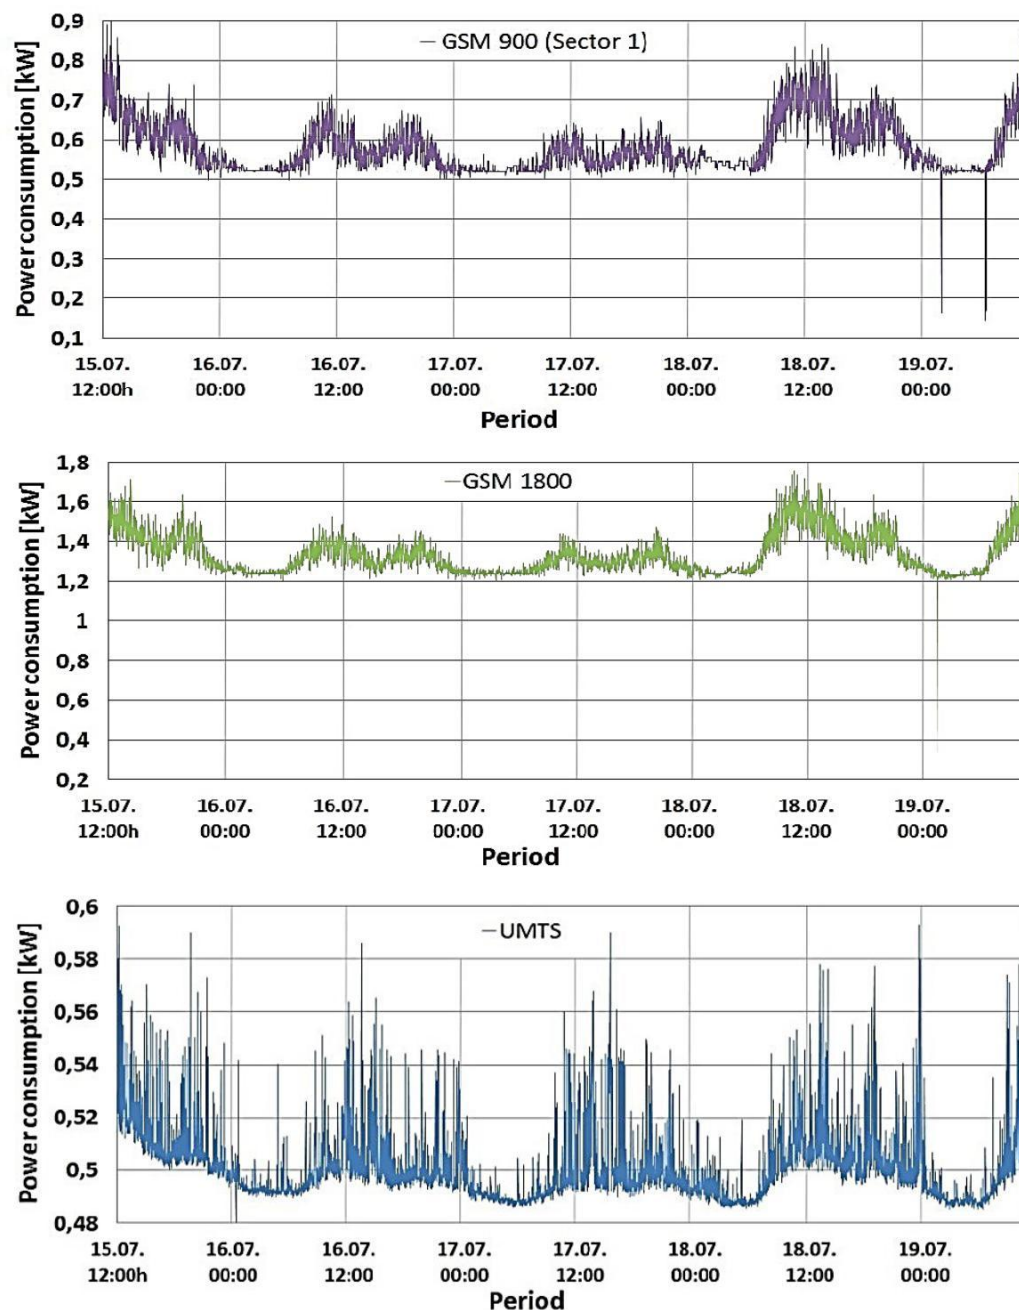 0,9
— GSM 900 (Sector 1)
0,8
0,7
0,6
0,5
0,4
0,3
0,2
0,1
Power consumption [kW]
15.07. 16.07. 16.07. 17.07. 17.07. 18.07. 18.07. 19.07.
12:00h 00:00 12:00 00:00 12:00 00:00 12:00 00:00
Period
1,8
— GSM 1800
1,6
1,4
1,2
1
0,8
0,6
0,4
0,2
Power consumption [kW]
15.07. 16.07. 16.07. 17.07. 17.07. 18.07. 18.07. 19.07.
12:00h 00:00 12:00 00:00 12:00 00:00 12:00 00:00
Period
0,6
— UMTS
0,58
0,56
0,54
0,52
0,5
0,48
Power consumption [kW]
15.07. 16.07. 16.07. 17.07. 17.07. 18.07. 18.07. 19.07.
12:00h 00:00 12:00 00:00 12:00 00:00 12:00 00:00
Period